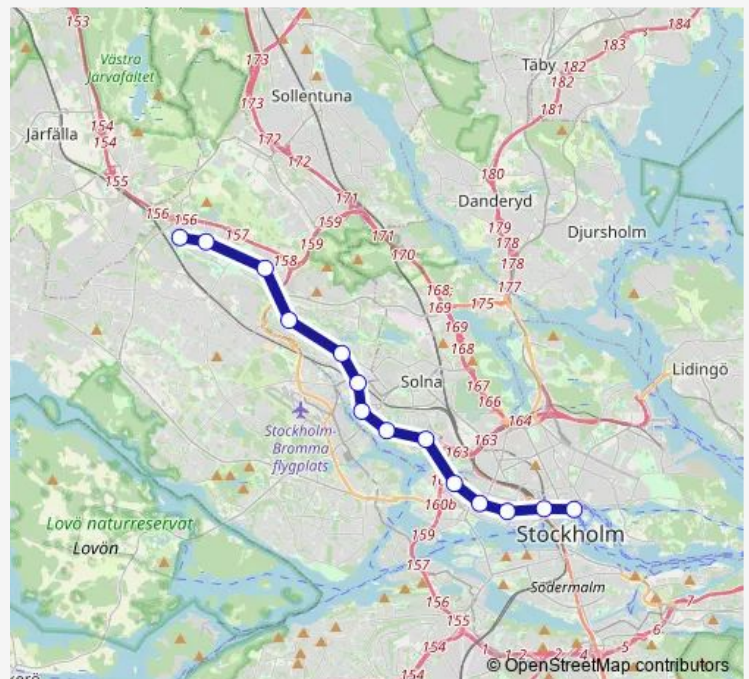 153
184
183
Västra
Järvafältet
173
Täby
182
182
173
Sollentuna
181
154
Järfälla
154
172
172
180
155
171
156
156
159
Danderyd
157
171
179
159
170
178
Djursholm
158
178
168;
177
169
175
169
168
Lidingö
Solna
167
166
164
163
Stockholm-
Bromma
flygplats
163
160b
Lovö naturreservat
Stockholm
Lovön
159
157
Södermalm
156
7
155
6
154
1
1
2
2
4
5
154
© OpenStreetMap contributors